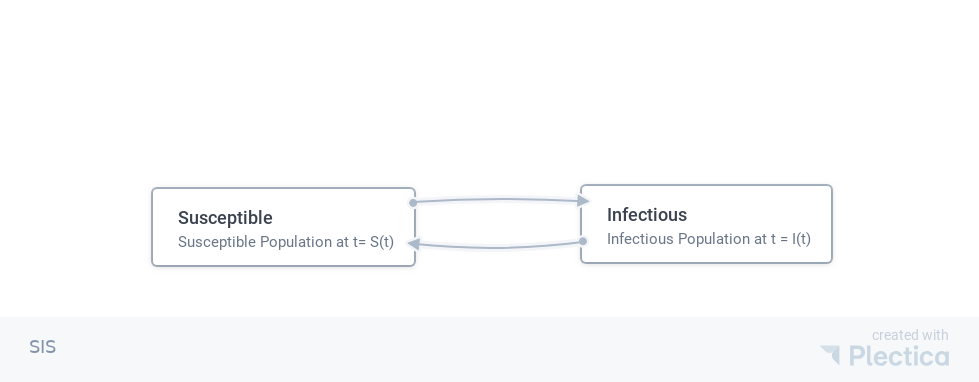 Susceptible
Susceptible Population at t= S(t)
Infectious
Infectious Population at t = I(t)
SIS
created with
Plectica